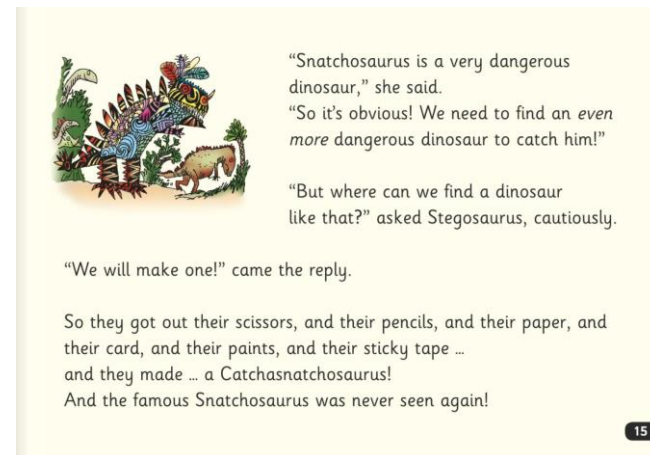 “Snatchosaurus is a very dangerous
dinosaur,” she said.
“So it’s obvious! We need to find an even
more dangerous dinosaur to catch him!”
“But where can we find a dinosaur
like that?” asked Stegosaurus, cautiously.
“We will make one!” came the reply.
So they got out their scissors, and their pencils, and their paper, and
their card, and their paints, and their sticky tape ...
and they made ... a Catchasnatchosaurus!
And the famous Snatchosaurus was never seen again!
15